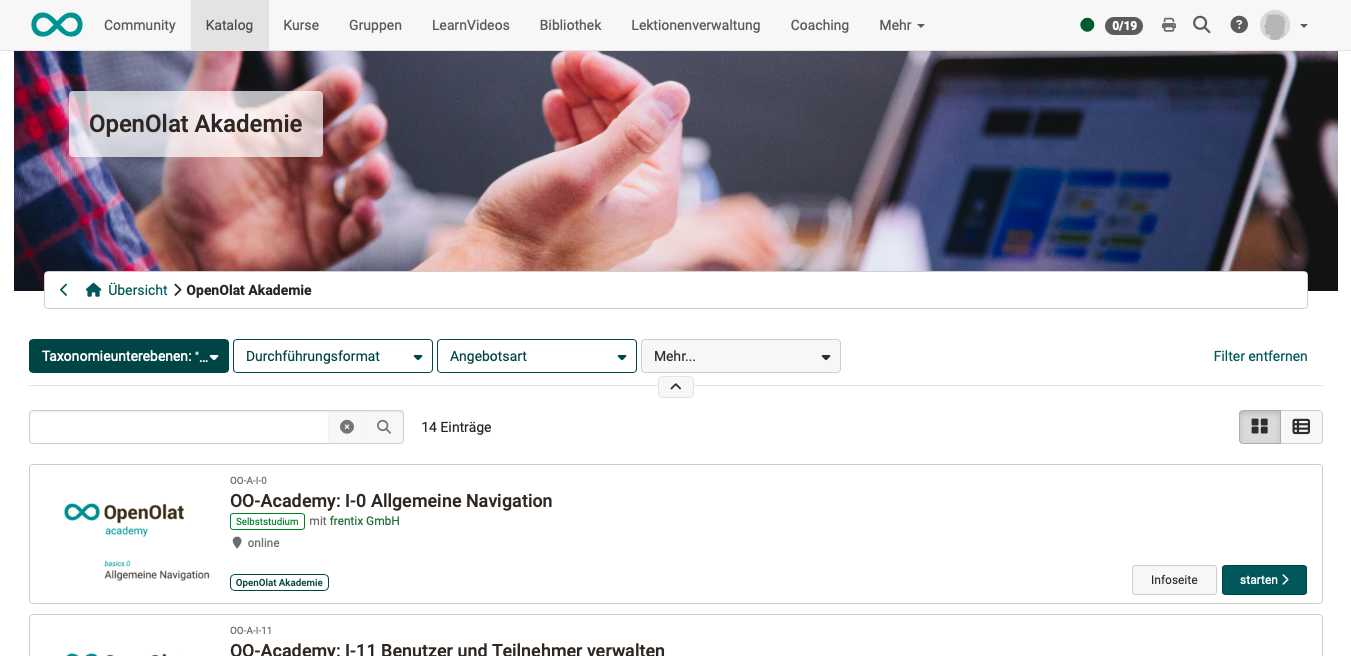 Community Katalog Kurse Gruppen LearnVideos Bibliothek Lektionenverwaltung Coaching Mehr 0/19
OpenOlat Akademie
Übersicht OpenOlat Akademie
Taxonomieunterebenen: "... Durchführungsformat Angebotsart Mehr... Filter entfernen
14 Einträge
OO-A-I-0
OO-Academy: I-0 Allgemeine Navigation
Selbststudium mit frentix GmbH
online
OpenOlat
academy
basics 0
Allgemeine Navigation
OpenOlat Akademie
Infoseite starten
OO-A-I-11
OO-Academy: I-11 Benutzer und Teilnehmer verwalten